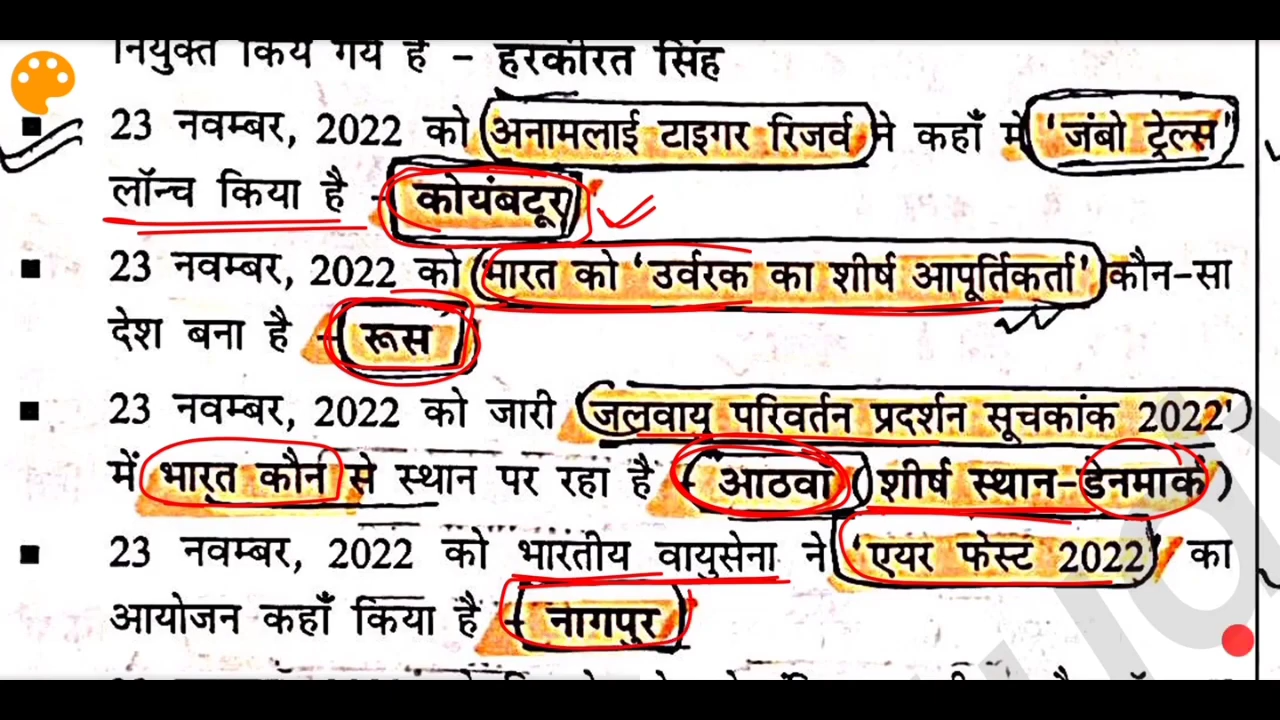 नियुक्त किये गये हैं – हरकीरत सिंह
■ 23 नवम्बर, 2022 को अनामलाई टाइगर रिजर्व ने कहाँ में 'जंबो ट्रेल्स'
लॉन्च किया है - कोयंबटूर
■ 23 नवम्बर, 2022 को भारत को 'उर्वरक का शीर्ष आपूर्तिकर्ता' कौन-सा
देश बना है - रूस
■ 23 नवम्बर, 2022 को जारी 'जलवायु परिवर्तन प्रदर्शन सूचकांक 2022'
में भारत कौन से स्थान पर रहा है - आठवां (शीर्ष स्थान-डेनमार्क)
■ 23 नवम्बर, 2022 को भारतीय वायुसेना ने 'एयर फेस्ट 2022' का
आयोजन कहाँ किया है - नागपुर